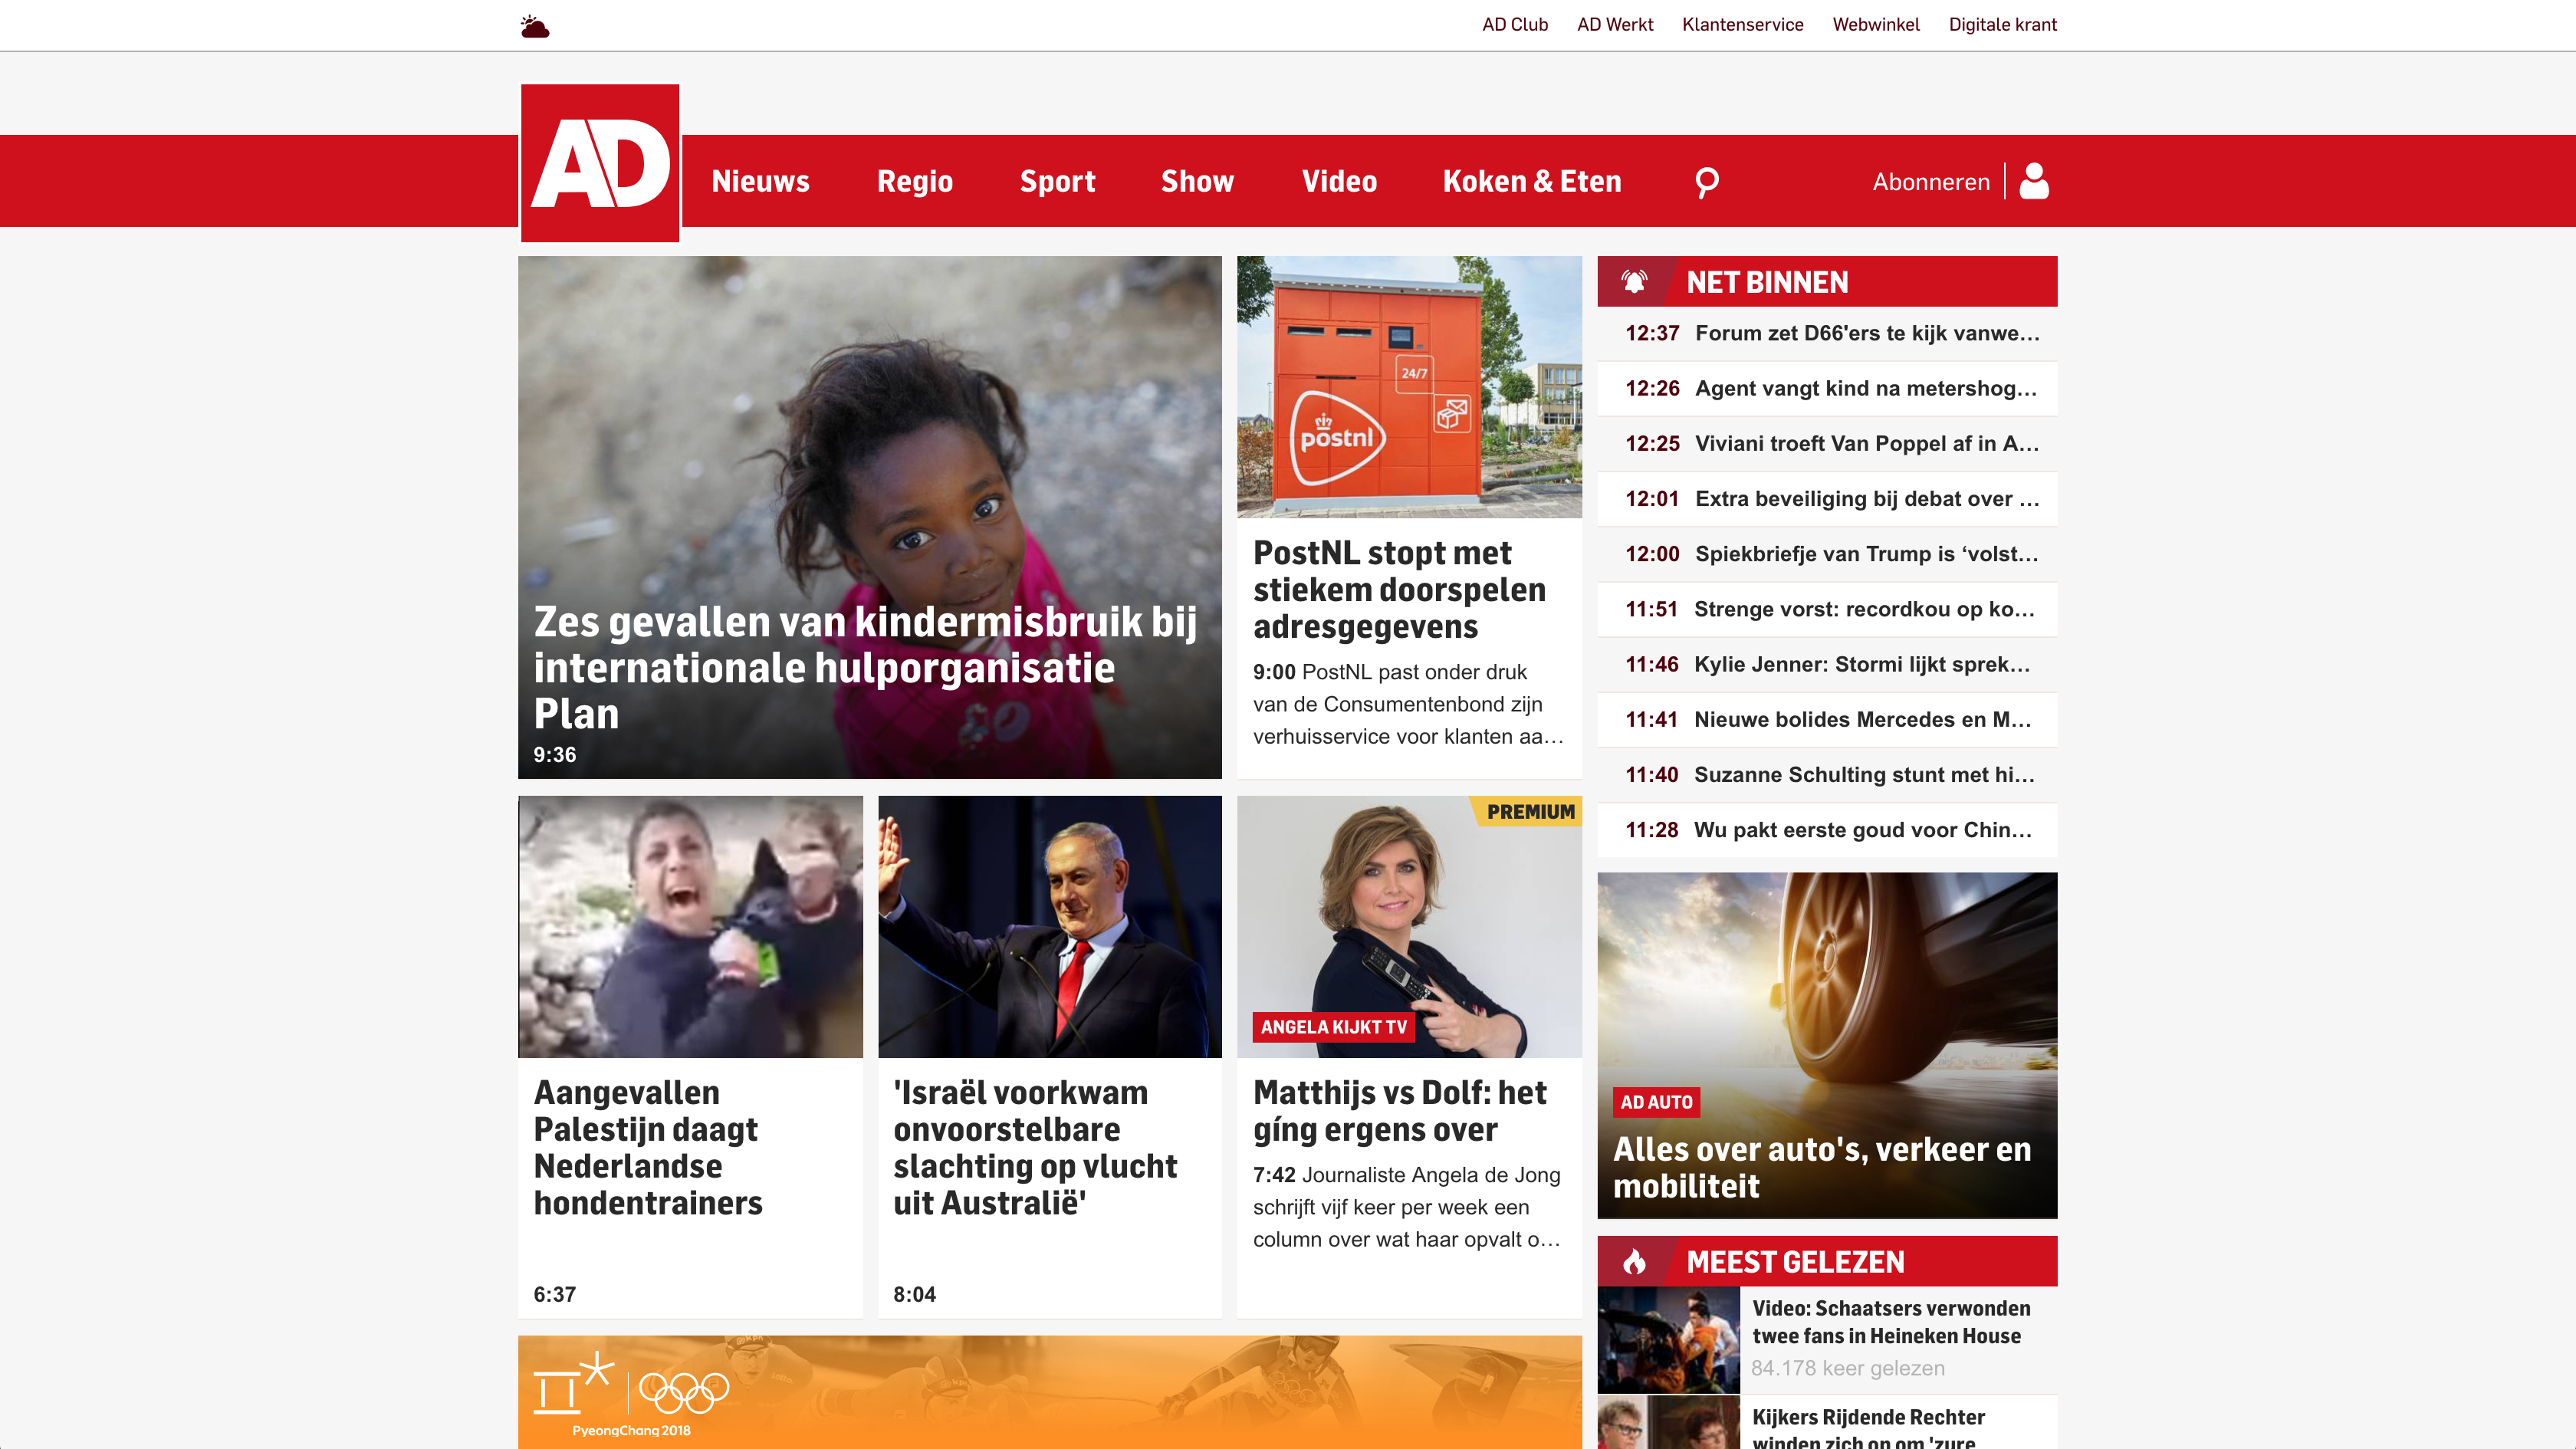 AD Club
AD Werkt
Klantenservice
Webwinkel
Digitale krant
AD
Nieuws
Regio
Sport
Show
Video
Koken & Eten
Abonneren
Zes gevallen van kindermisbruik bij
internationale hulporganisatie
Plan
9:36
24/7
postnl
PostNL stopt met
stiekem doorspelen
adresgegevens
9:00 PostNL past onder druk
van de Consumentenbond zijn
verhuisservice voor klanten aa...
NET BINNEN
12:37 Forum zet D66'ers te kijk vanwe...
12:26 Agent vangt kind na metershog...
12:25 Viviani troeft Van Poppel af in A...
12:01 Extra beveiliging bij debat over ...
12:00 Spiekbriefje van Trump is ‘volst...
11:51 Strenge vorst: recordkou op ko...
11:46 Kylie Jenner: Stormi lijkt sprek...
11:41 Nieuwe bolides Mercedes en M...
11:40 Suzanne Schulting stunt met hi...
11:28 Wu pakt eerste goud voor Chin...
Aangevallen
Palestijn daagt
Nederlandse
hondentrainers
6:37
'Israël voorkwam
onvoorstelbare
slachting op vlucht
uit Australië'
8:04
PREMIUM
ANGELA KIJKT TV
Matthijs vs Dolf: het
gíng ergens over
7:42 Journaliste Angela de Jong
schrijft vijf keer per week een
column over wat haar opvalt o...
AD AUTO
Alles over auto's, verkeer en
mobiliteit
MEEST GELEZEN
Video: Schaatsers verwonden
twee fans in Heineken House
84.178 keer gelezen
Kijkers Rijdende Rechter
winden zich op om 'zure
PyeongChang 2018